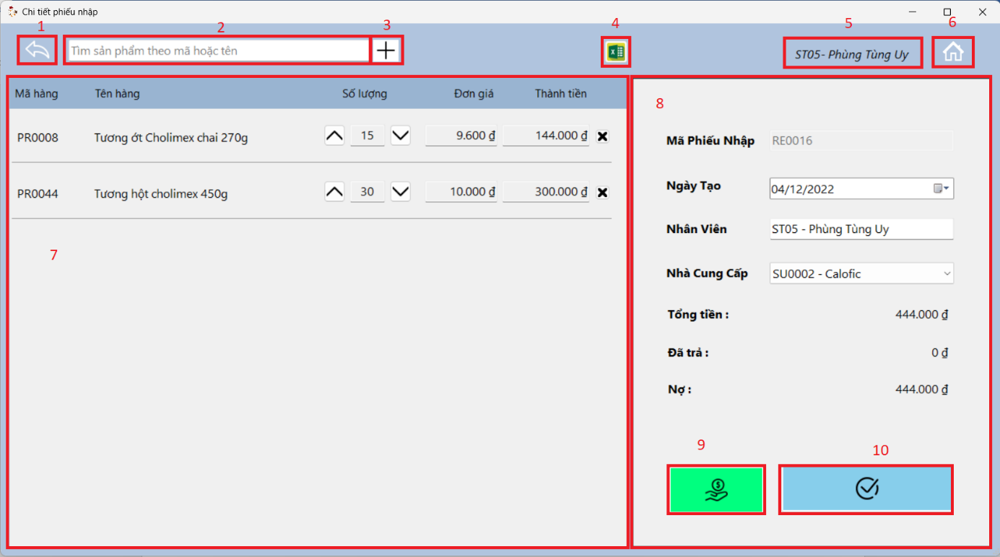 Chi tiết phiếu nhập
1
2
3
4
5
6
Tìm sản phẩm theo mã hoặc tên
ST05- Phùng Tùng Uy
Mã hàng Tên hàng Số lượng Đơn giá Thành tiền
PR0008 Tương ớt Cholimex chai 270g 15 9.600 ₫ 144.000 ₫
PR0044 Tương hột cholimex 450g 30 10.000 ₫ 300.000 ₫
7
8
Mã Phiếu Nhập RE0016
Ngày Tạo 04/12/2022
Nhân Viên ST05 - Phùng Tùng Uy
Nhà Cung Cấp SU0002 - Calofic
Tổng tiền : 444.000 ₫
Đã trả : 0 ₫
Nợ : 444.000 ₫
9
10